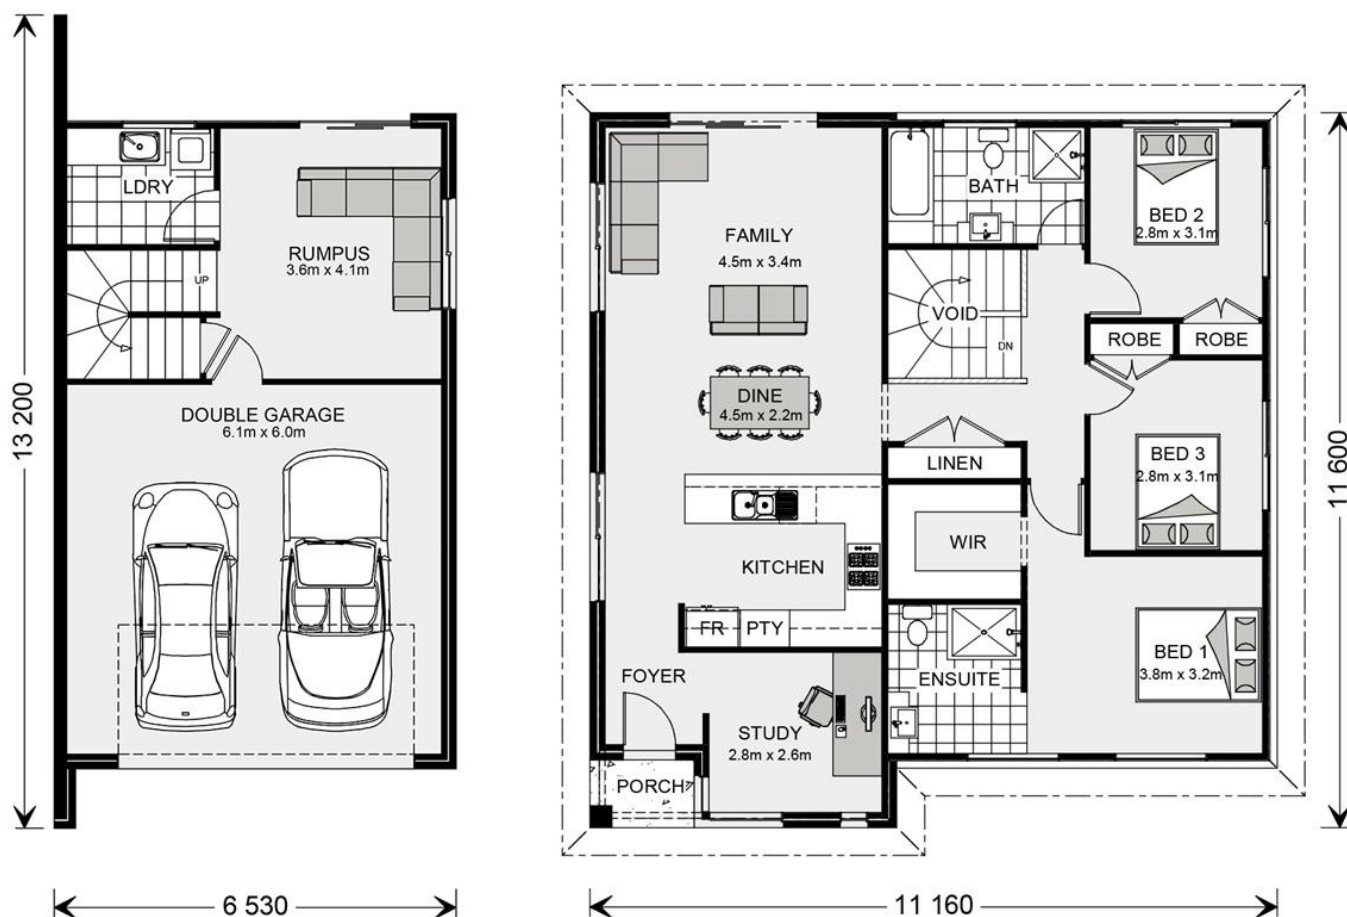 LDRY
RUMPUS
3.6m x 4.1m
UP
DOUBLE GARAGE
6.1m x 6.0m
13 200
6 530
BATH
BED 2
2.8m x 3.1m
FAMILY
4.5m x 3.4m
VOID
DN
ROBE
ROBE
DINE
4.5m x 2.2m
LINEN
BED 3
2.8m x 3.1m
WIR
KITCHEN
FR
PTY
FOYER
ENSUITE
BED 1
3.8m x 3.2m
STUDY
2.8m x 2.6m
PORCH
11 600
11 160